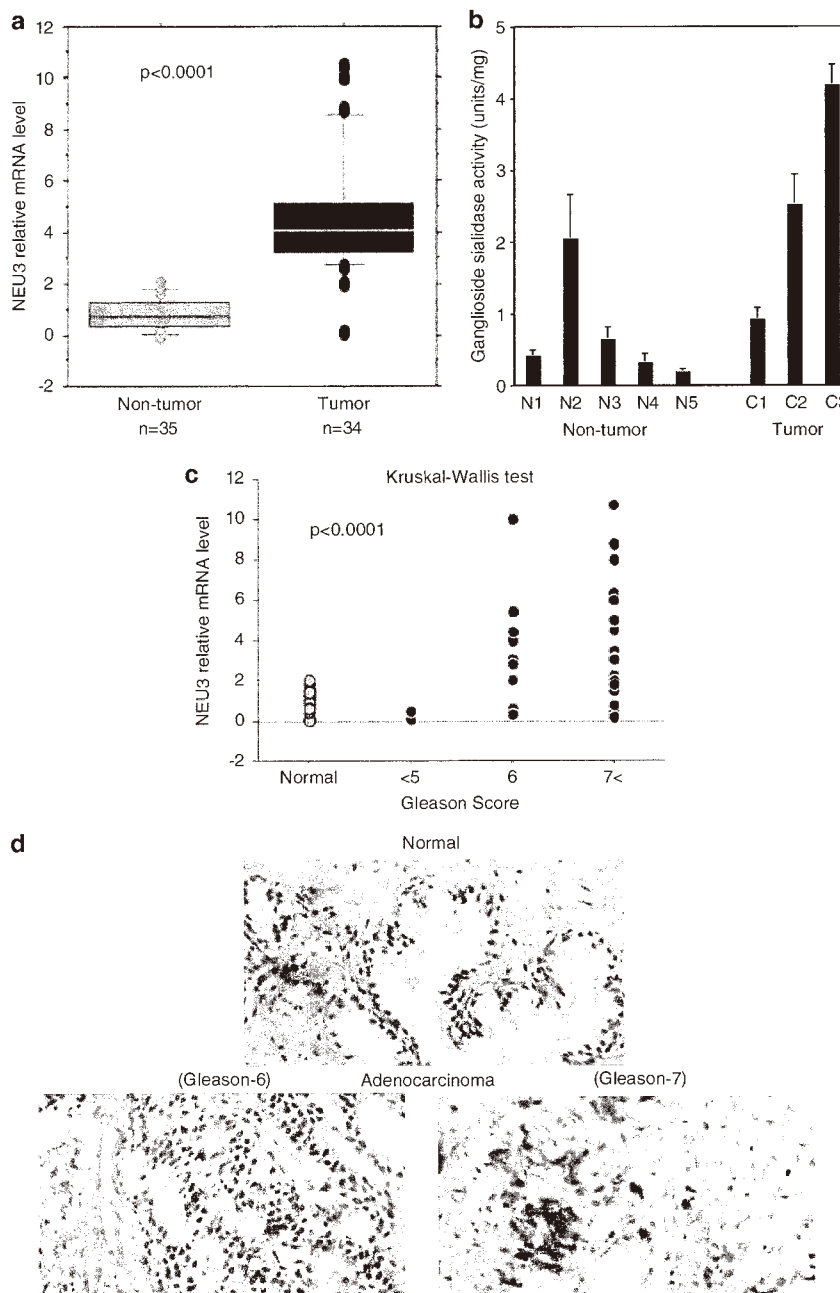 a
12
10
8
6
4
2
0
-2
NEU3 relative mRNA level
p<0.0001
Non-tumor
n=35
Tumor
n=34
b
5
4
3
2
1
0
Ganglioside sialidase activity (units/mg)
N1 N2 N3 N4 N5 C1 C2
Non-tumor Tumor
c
Kruskal-Wallis test
12
10
8
6
4
2
0
-2
NEU3 relative mRNA level
p<0.0001
Normal <5 6 7<
Gleason Score
d
Normal
(Gleason-6) Adenocarcinoma (Gleason-7)